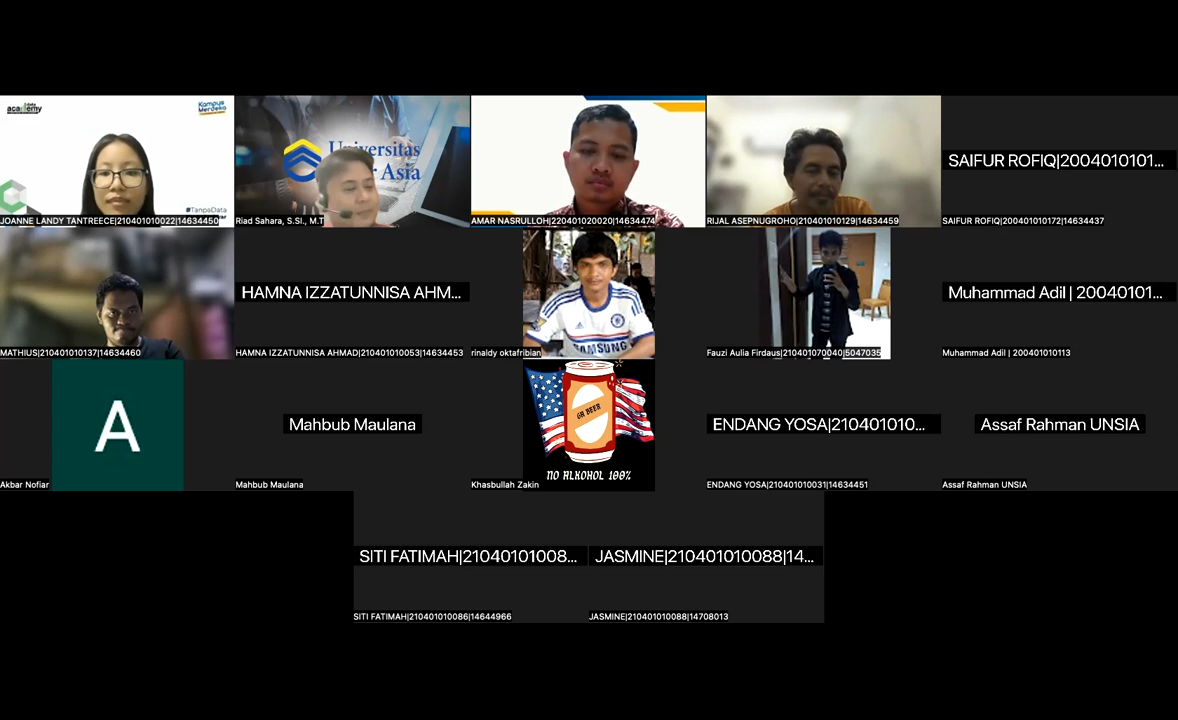 data
academy
Kampus
Merdeka
#TanpaData
JOANNE LANDY TANTREECE|210401010022|14634450
Universitas
Asia
Riad Sahara, S.SI., M.T
AMAR NASRULLOH|220401020020|14634474
RIJAL ASEPNUGROHO|210401010129|14634459
SAIFUR ROFIQ|2004010101...
SAIFUR ROFIQ|200401010172|14634437
MATHIUS|210401010137|14634460
HAMNA IZZATUNNISA AHM...
HAMNA IZZATUNNISA AHMAD|210401010053|14634453
SAMSUNG
rinaldy oktafribian
Fauzi Aulia Firdaus|210401070040|5047035
Muhammad Adil | 20040101...
Muhammad Adil | 200401010113
A
Akbar Nofiar
Mahbub Maulana
Mahbub Maulana
GR BEER
NO ALKOHOL 100%
Khasbullah Zakin
ENDANG YOSA|210401010...
ENDANG YOSA|210401010031|14634451
Assaf Rahman UNSIA
Assaf Rahman UNSIA
SITI FATIMAH|21040101008...
SITI FATIMAH|210401010086|14644966
JASMINE|210401010088|14...
JASMINE|210401010088|14708013